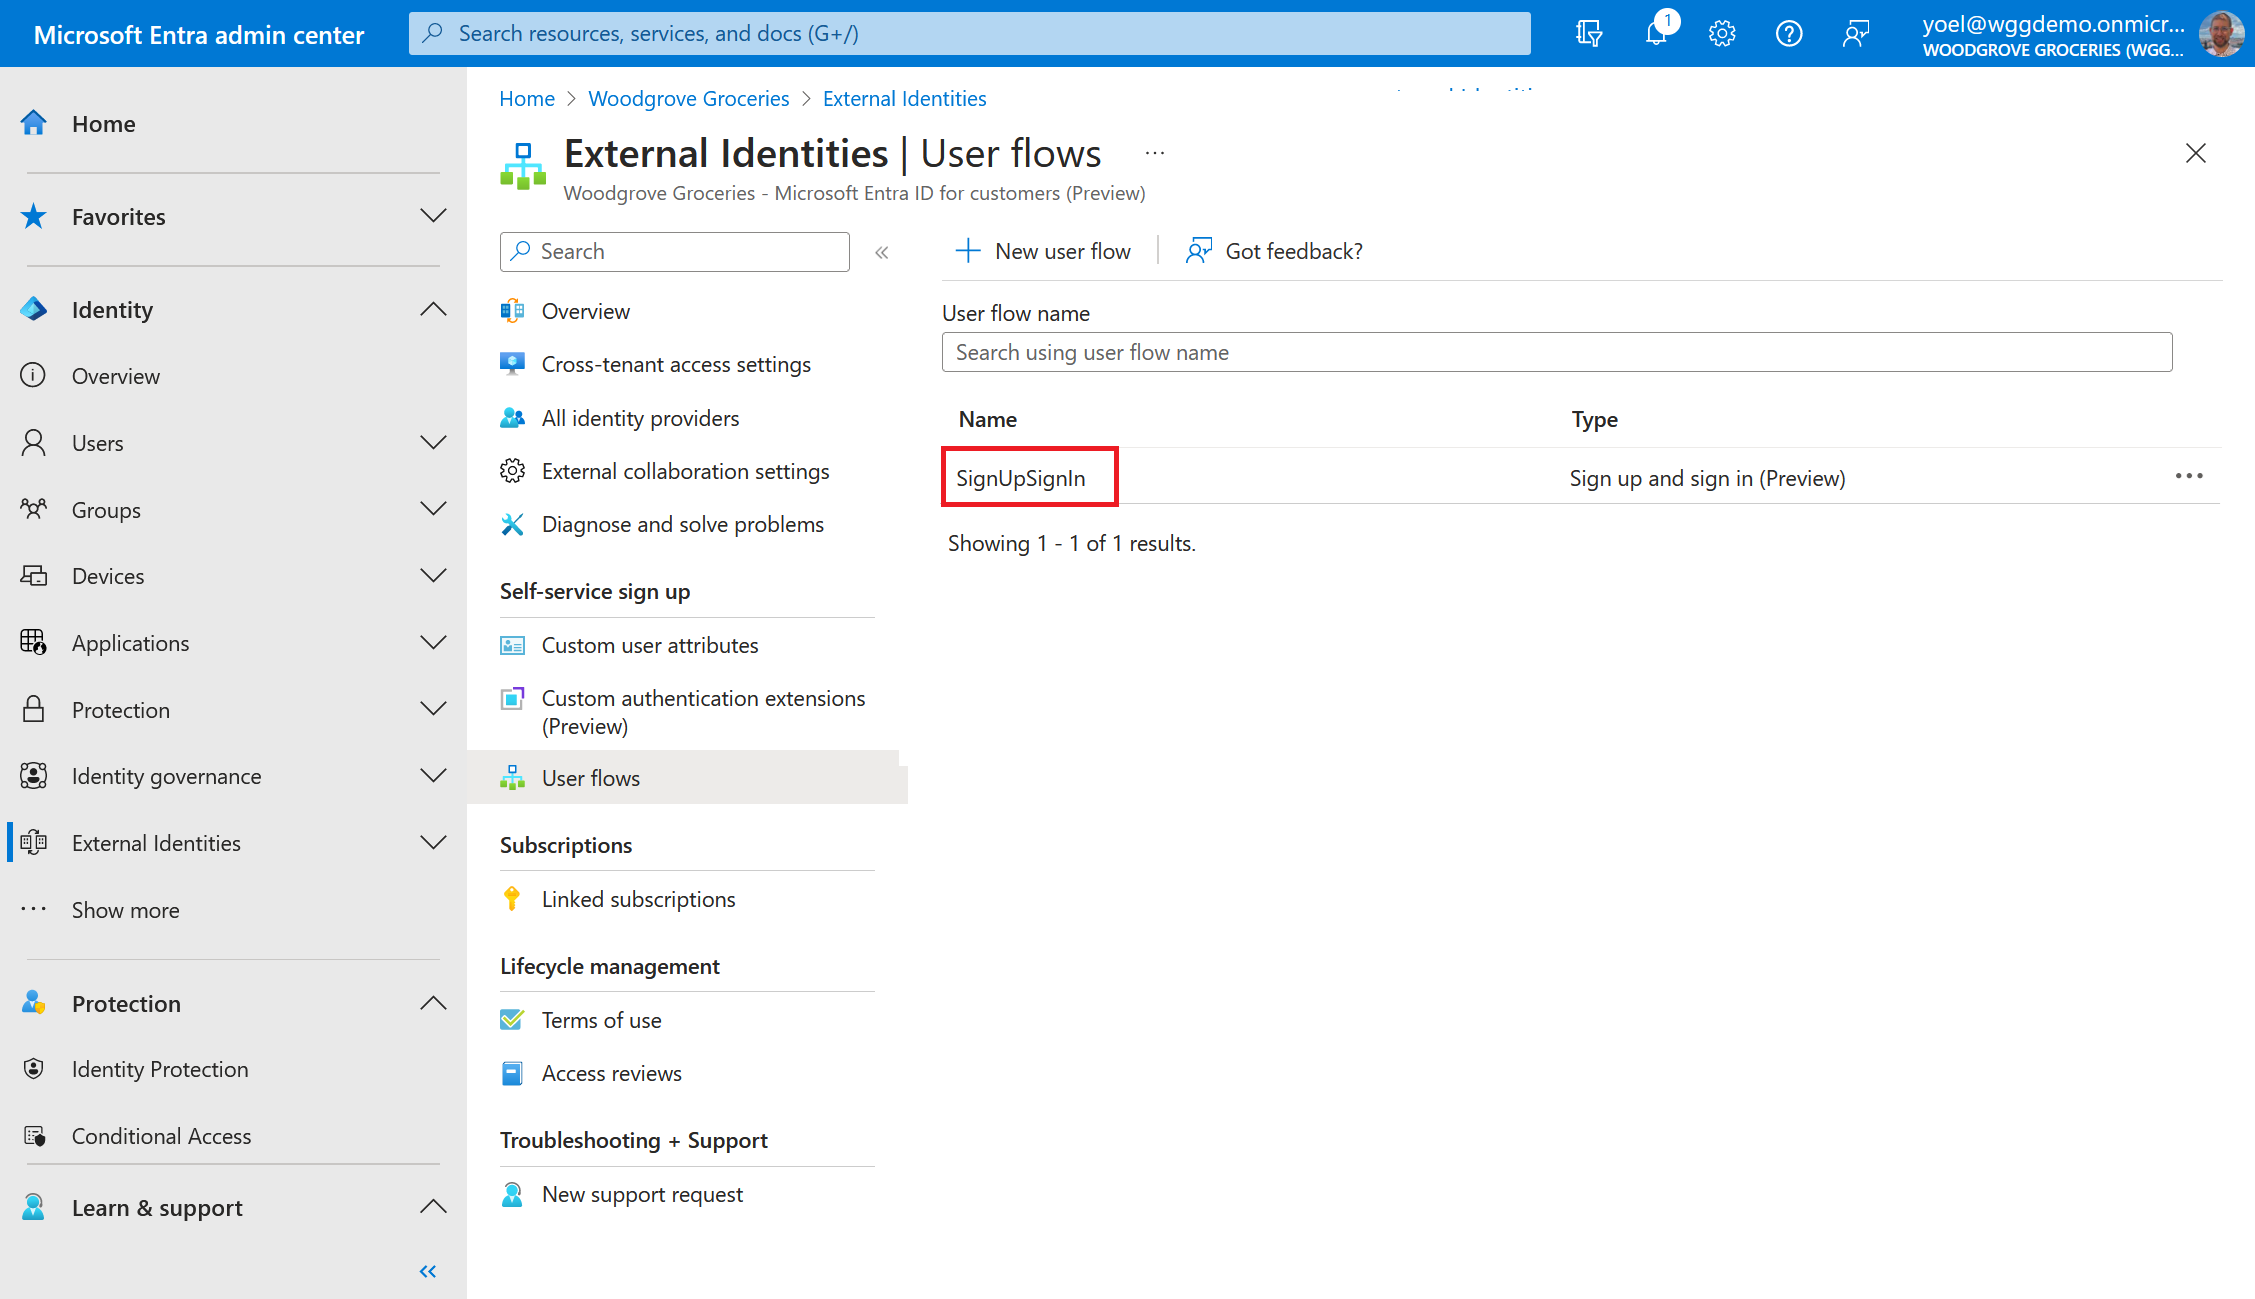 Microsoft Entra admin center
Search resources, services, and docs (G+/)
1
yoel@wggdemo.onmicr...
WOODGROVE GROCERIES (WGG...
Home
Favorites
Identity
Overview
Users
Groups
Devices
Applications
Protection
Identity governance
External Identities
Show more
Protection
Identity Protection
Conditional Access
Learn & support
Home > Woodgrove Groceries > External Identities
External Identities | User flows
Woodgrove Groceries - Microsoft Entra ID for customers (Preview)
Search
Overview
Cross-tenant access settings
All identity providers
External collaboration settings
Diagnose and solve problems
Self-service sign up
Custom user attributes
Custom authentication extensions
(Preview)
User flows
Subscriptions
Linked subscriptions
Lifecycle management
Terms of use
Access reviews
Troubleshooting + Support
New support request
New user flow
Got feedback?
User flow name
Search using user flow name
Name Type
SignUpSignIn Sign up and sign in (Preview)
Showing 1 - 1 of 1 results.